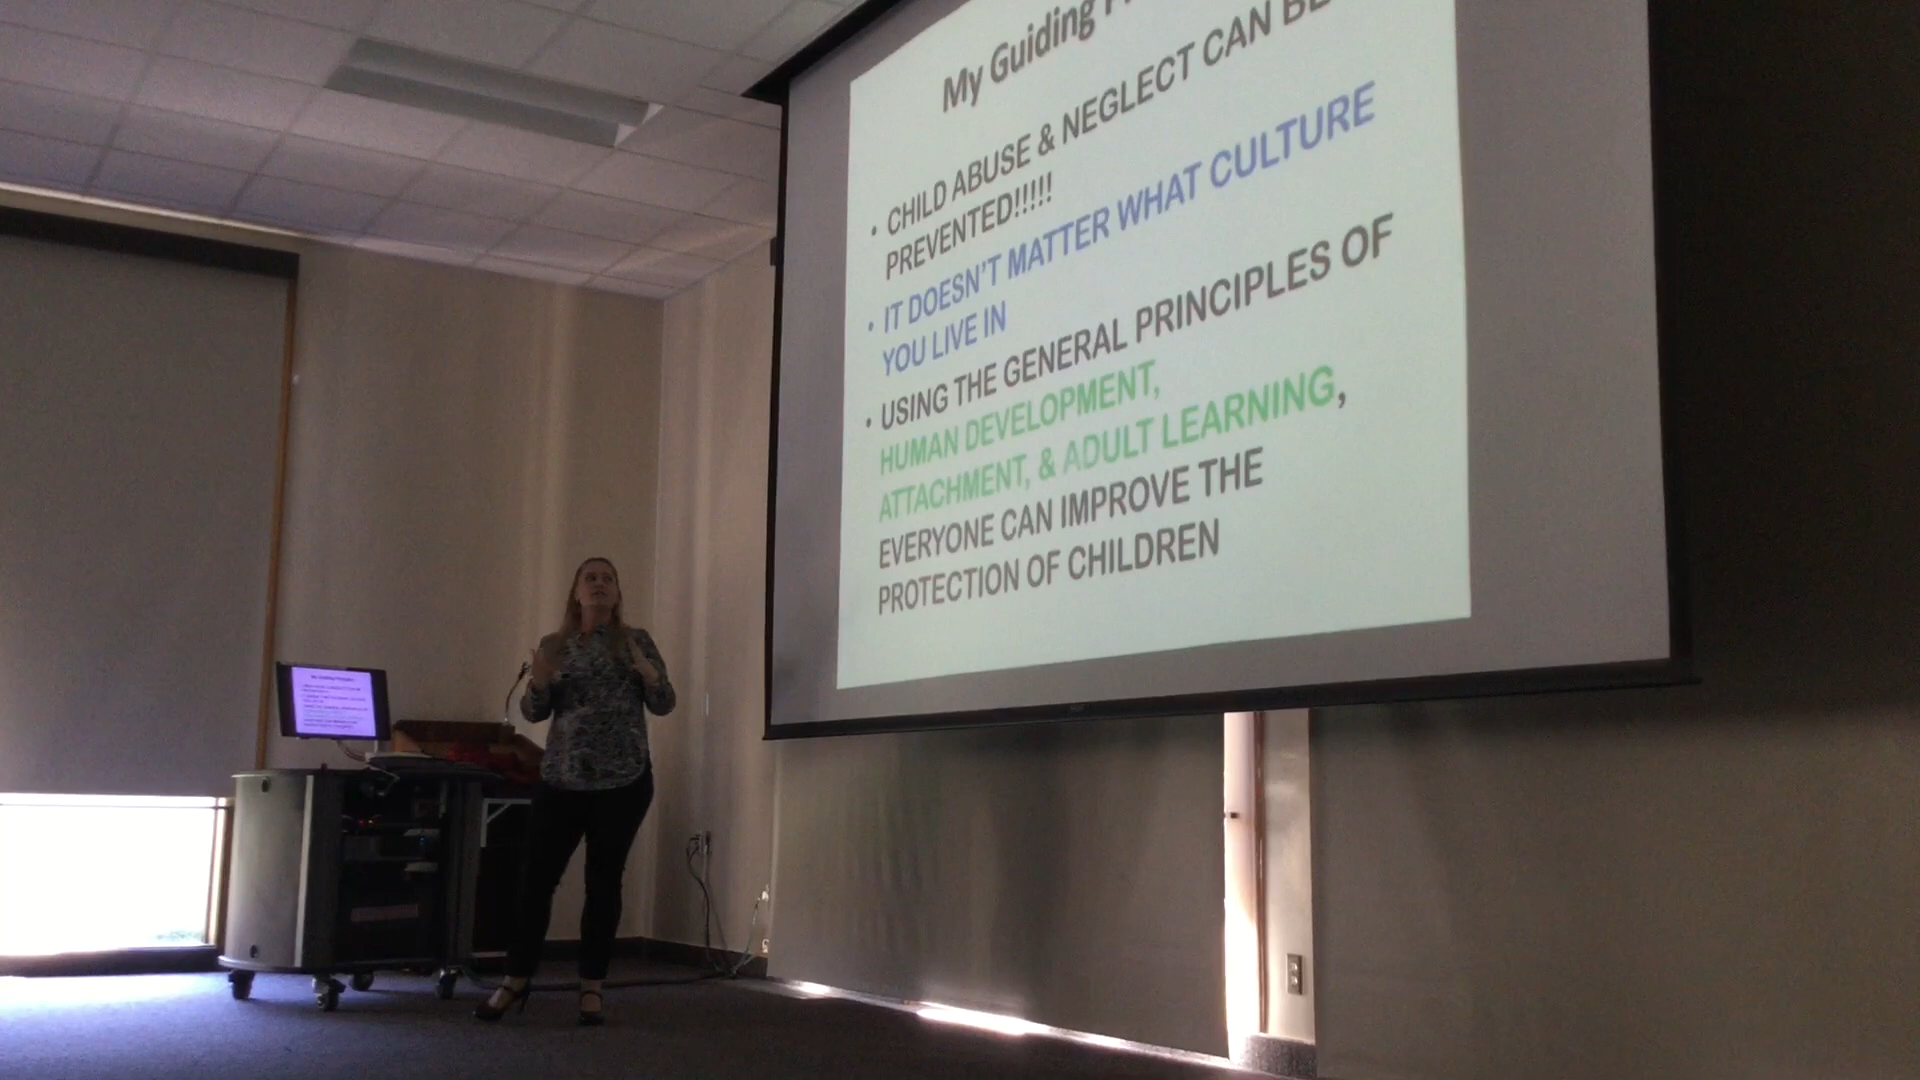 My Guiding
• CHILD ABUSE & NEGLECT CAN BE
PREVENTED!!!!!
• IT DOESN'T MATTER WHAT CULTURE
YOU LIVE IN
• USING THE GENERAL PRINCIPLES OF
HUMAN DEVELOPMENT,
ATTACHMENT, & ADULT LEARNING,
EVERYONE CAN IMPROVE THE
PROTECTION OF CHILDREN